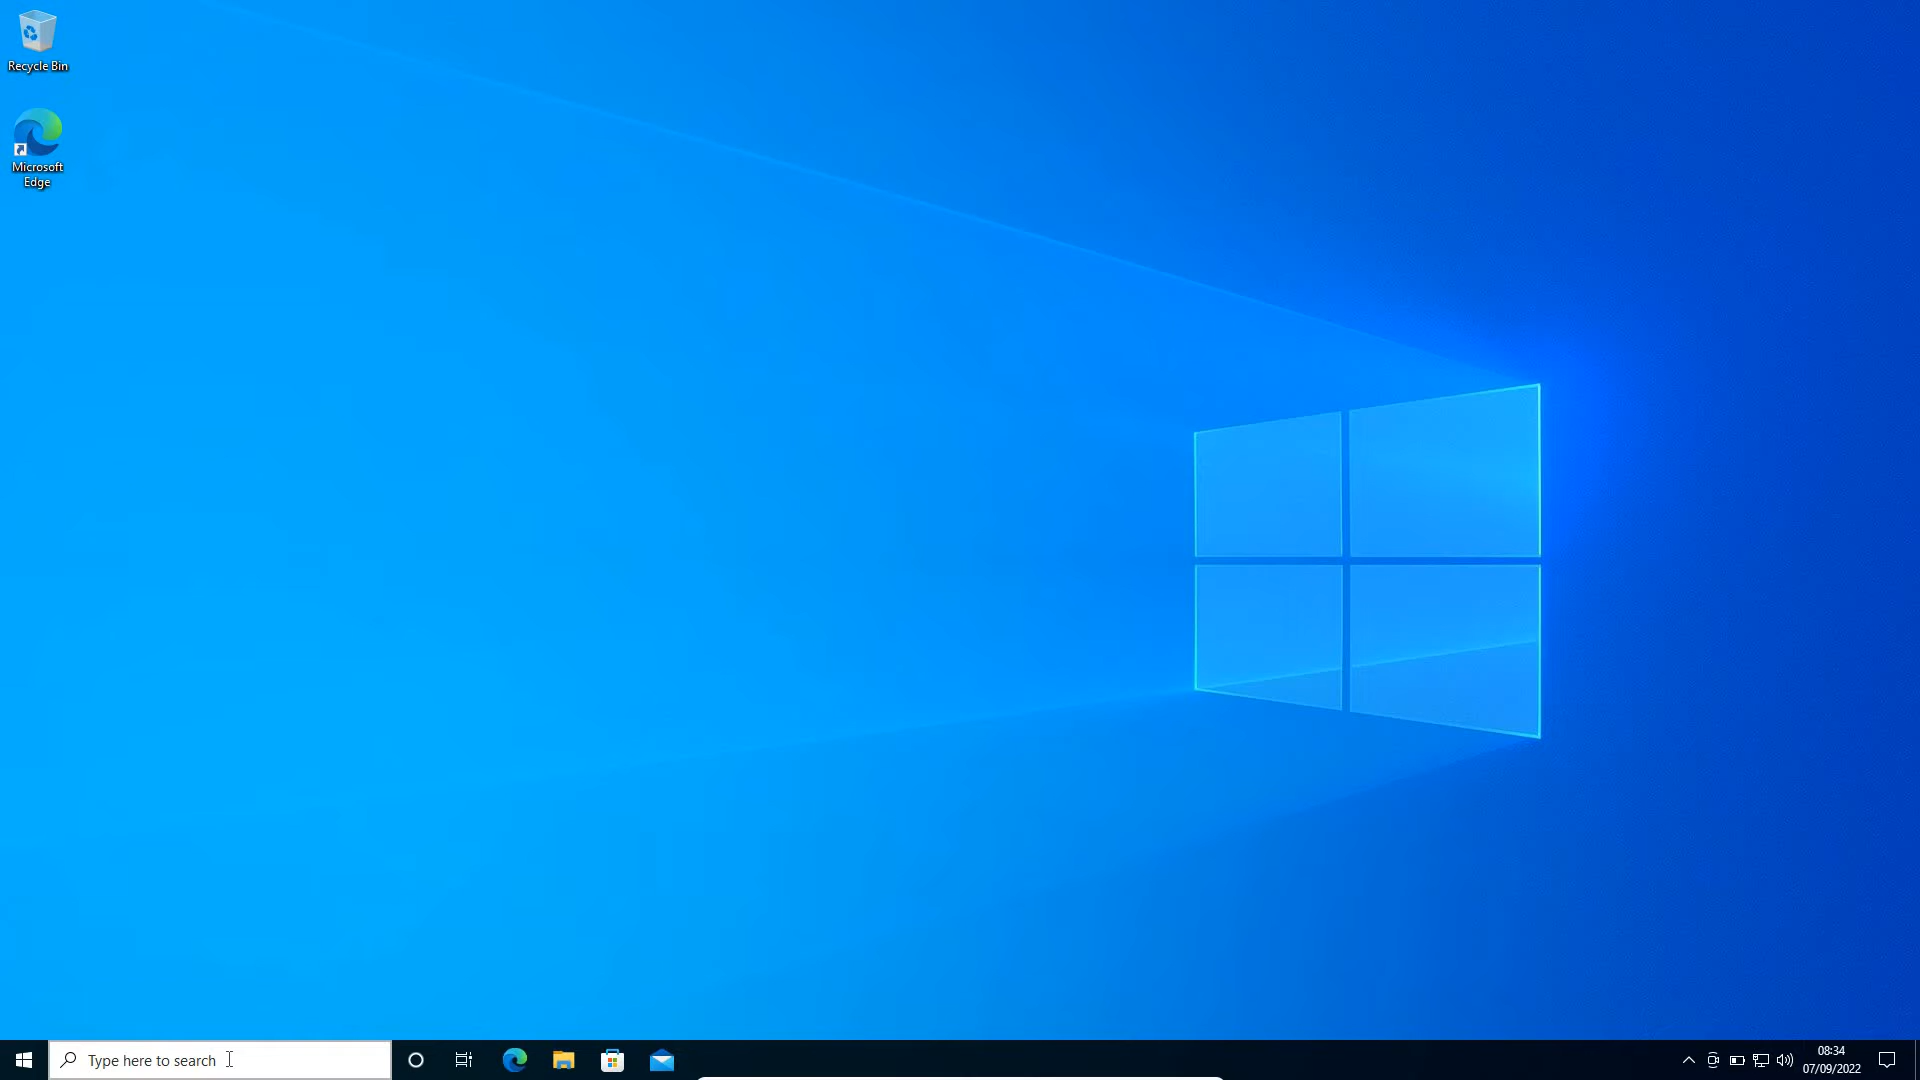 Recycle Bin
Microsoft
Edge
Type here to search
08:34
07/09/2022